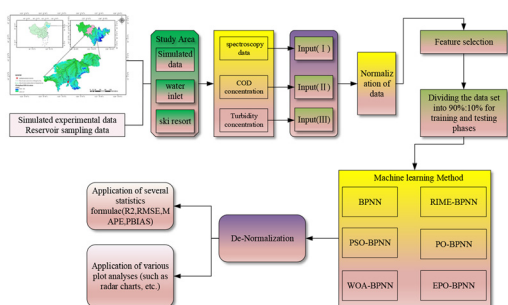 Simulated experimental data
Reservoir sampling data
Study Area
Simulated
data
water
inlet
ski resort
spectroscopy
data
COD
concentration
Turbidity
concentration
Input( I )
Input(II)
Input(III)
Normaliz
ation of
data
Feature selection
Dividing the data set
into 90%:10% for
training and testing
phases
Machine learning Method
BPNN
RIME-BPNN
PSO-BPNN
PO-BPNN
WOA-BPNN
EPO-BPNN
De-Normalization
Application of several
statistics
formulae(R2,RMSE,M
APE,PBIAS)
Application of various
plot analyses (such as
radar charts, etc.)